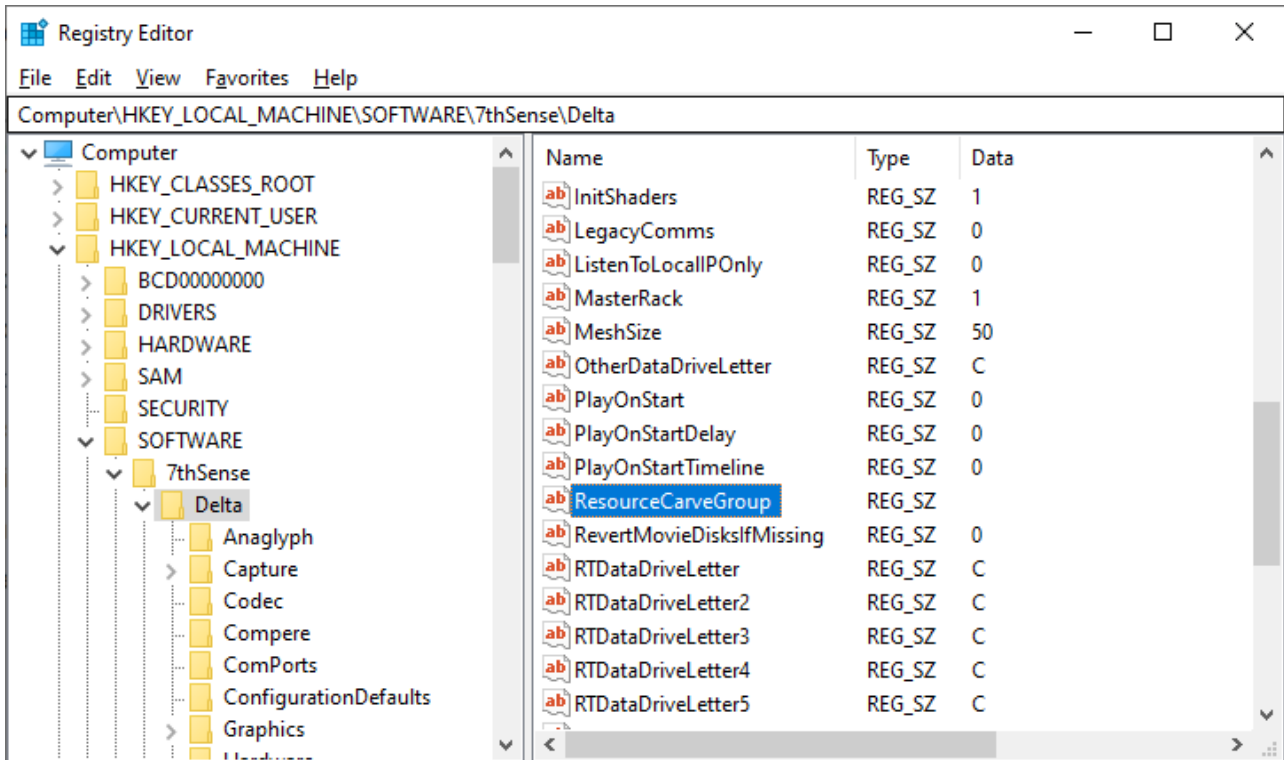 Registry Editor
File Edit View Favorites Help
Computer\HKEY_LOCAL_MACHINE\SOFTWARE\7thSense\Delta
Computer
HKEY_CLASSES_ROOT
HKEY_CURRENT_USER
HKEY_LOCAL_MACHINE
BCD00000000
DRIVERS
HARDWARE
SAM
SECURITY
SOFTWARE
7thSense
Delta
Anaglyph
Capture
Codec
Compere
ComPorts
ConfigurationDefaults
Graphics
Name Type Data
InitShaders REG_SZ 1
LegacyComms REG_SZ 0
ListenToLocalIPOnly REG_SZ 0
MasterRack REG_SZ 1
MeshSize REG_SZ 50
OtherDataDriveLetter REG_SZ C
PlayOnStart REG_SZ 0
PlayOnStartDelay REG_SZ 0
PlayOnStartTimeline REG_SZ 0
ResourceCarveGroup REG_SZ
RevertMovieDisksIfMissing REG_SZ 0
RTDataDriveLetter REG_SZ C
RTDataDriveLetter2 REG_SZ C
RTDataDriveLetter3 REG_SZ C
RTDataDriveLetter4 REG_SZ C
RTDataDriveLetter5 REG_SZ C